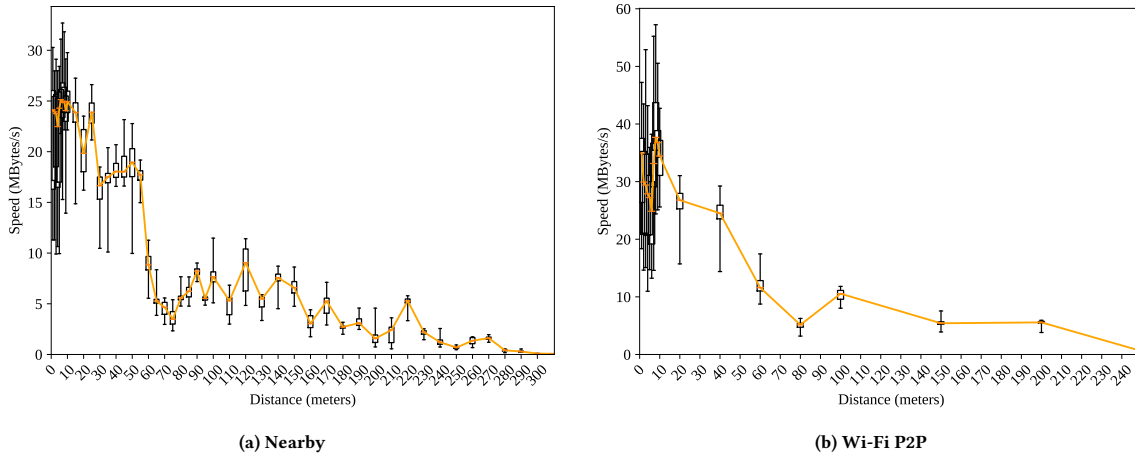 30
25
20
15
10
5
0
Speed (MBytes/s)
0 10 20 30 40 50 60 70 80 90 100 110 120 130 140 150 160 170 180 190 200 210 220 230 240 250 260 270 280 290 300
Distance (meters)
(a) Nearby
60
50
40
30
20
10
0
Speed (MBytes/s)
0 10 20 30 40 50 60 70 80 90 100 110 120 130 140 150 160 170 180 190 200 210 220 230 240
Distance (meters)
(b) Wi-Fi P2P